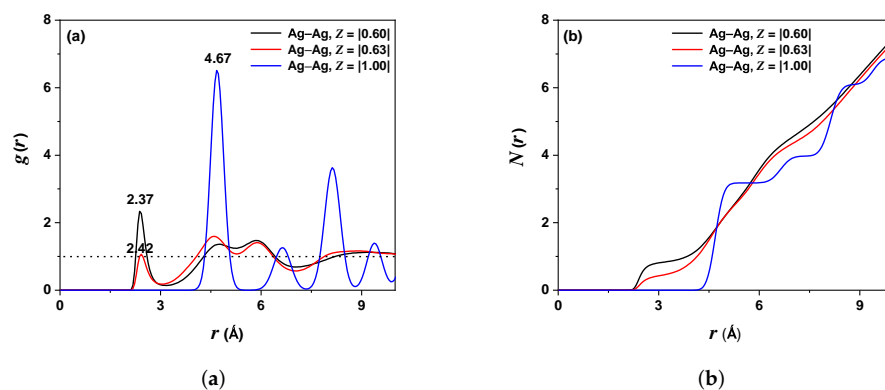 (a)
Ag–Ag, Z = |0.60|
Ag–Ag, Z = |0.63|
Ag–Ag, Z = |1.00|
4.67
2.37
2.42
8
6
4
2
0
g(r)
0 3 6 9
r (Å)
(a)
(b)
Ag–Ag, Z = |0.60|
Ag–Ag, Z = |0.63|
Ag–Ag, Z = |1.00|
8
6
4
2
0
N(r)
0 3 6 9
r (Å)
(b)